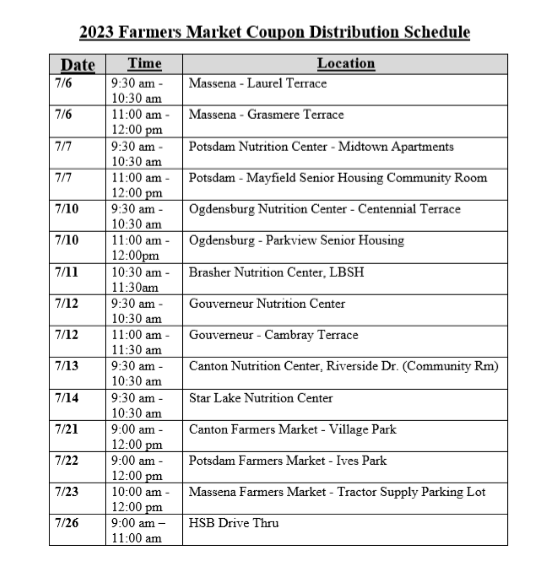 2023 Farmers Market Coupon Distribution Schedule
Date Time Location
7/6 9:30 am - Massena - Laurel Terrace
10:30 am
7/6 11:00 am - Massena - Grasmere Terrace
12:00 pm
7/7 9:30 am - Potsdam Nutrition Center - Midtown Apartments
10:30 am
7/7 11:00 am - Potsdam - Mayfield Senior Housing Community Room
12:00 pm
7/10 9:30 am - Ogdensburg Nutrition Center - Centennial Terrace
10:30 am
7/10 11:00 am - Ogdensburg - Parkview Senior Housing
12:00pm
7/11 10:30 am - Brasher Nutrition Center, LBSH
11:30am
7/12 9:30 am - Gouverneur Nutrition Center
10:30 am
7/12 11:00 am - Gouverneur - Cambray Terrace
11:30 am
7/13 9:30 am - Canton Nutrition Center, Riverside Dr. (Community Rm)
10:30 am
7/14 9:30 am - Star Lake Nutrition Center
10:30 am
7/21 9:00 am - Canton Farmers Market - Village Park
12:00 pm
7/22 9:00 am - Potsdam Farmers Market - Ives Park
12:00 pm
7/23 10:00 am - Massena Farmers Market - Tractor Supply Parking Lot
12:00 pm
7/26 9:00 am – HSB Drive Thru
11:00 am